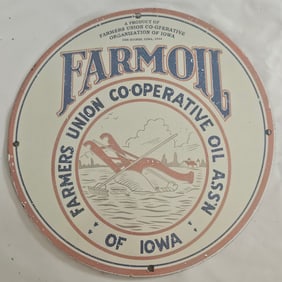 A PRODUCT OF
FARMERS UNION CO-OPERATIVE
ORGANIZATION OF IOWA
FARMOIL
FARMERS UNION CO-OPERATIVE OIL ASS'N
OF IOWA